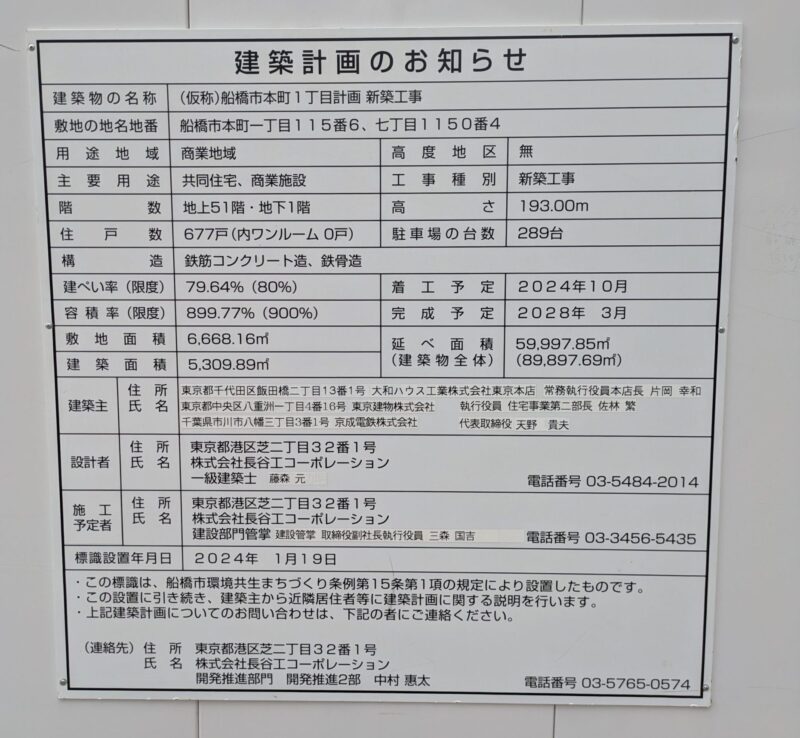 建築計画のお知らせ
建築物の名称 (仮称)船橋市本町1丁目計画 新築工事
敷地の地名地番 船橋市本町一丁目115番6、七丁目1150番4
用途地域 商業地域 高度地区 無
主要用途 共同住宅、商業施設 工事種別 新築工事
階数 地上51階・地下1階 高さ 193.00m
住戸数 677戸(内ワンルーム 0戸) 駐車場の台数 289台
構造 鉄筋コンクリート造、鉄骨造
建ぺい率(限度) 79.64%(80%) 着工予定 2024年10月
容積率(限度) 899.77%(900%) 完成予定 2028年 3月
敷地面積 6,668.16㎡ 延べ面積 59,997.85㎡
建築面積 5,309.89㎡ (建築物全体) (89,897.69㎡)
建築主 住所 氏名 東京都千代田区飯田橋二丁目13番1号 大和ハウス工業株式会社東京本店 常務執行役員本店長 片岡 幸和
東京都中央区八重洲一丁目4番16号 東京建物株式会社 執行役員 住宅事業第二部長 佐林 繁
千葉県市川市八幡三丁目3番1号 京成電鉄株式会社 代表取締役 天野 貴夫
設計者 住所 東京都港区芝二丁目32番1号
氏名 株式会社長谷工コーポレーション
一級建築士 藤森 元 電話番号 03-5484-2014
施工予定者 住所 東京都港区芝二丁目32番1号
氏名 株式会社長谷工コーポレーション
建設部門管掌 建設管掌 取締役副社長執行役員 三森 国吉 電話番号 03-3456-5435
標識設置年月日 2024年 1月19日
・この標識は、船橋市環境共生まちづくり条例第15条第1項の規定により設置したものです。
・この設置に引き続き、建築主から近隣居住者等に建築計画に関する説明を行います。
・上記建築計画についてのお問い合わせは、下記の者にご連絡ください。
(連絡先) 住所 東京都港区芝二丁目32番1号
氏名 株式会社長谷工コーポレーション
開発推進部門 開発推進2部 中村 惠太 電話番号 03-5765-0574